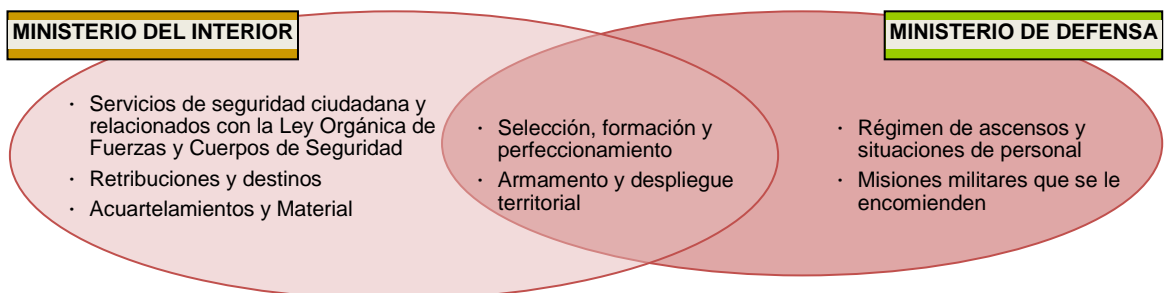 MINISTERIO DEL INTERIOR
MINISTERIO DE DEFENSA
· Servicios de seguridad ciudadana y
relacionados con la Ley Orgánica de
Fuerzas y Cuerpos de Seguridad
· Retribuciones y destinos
· Acuartelamientos y Material
· Selección, formación y
perfeccionamiento
· Armamento y despliegue
territorial
· Régimen de ascensos y
situaciones de personal
· Misiones militares que se le
encomienden